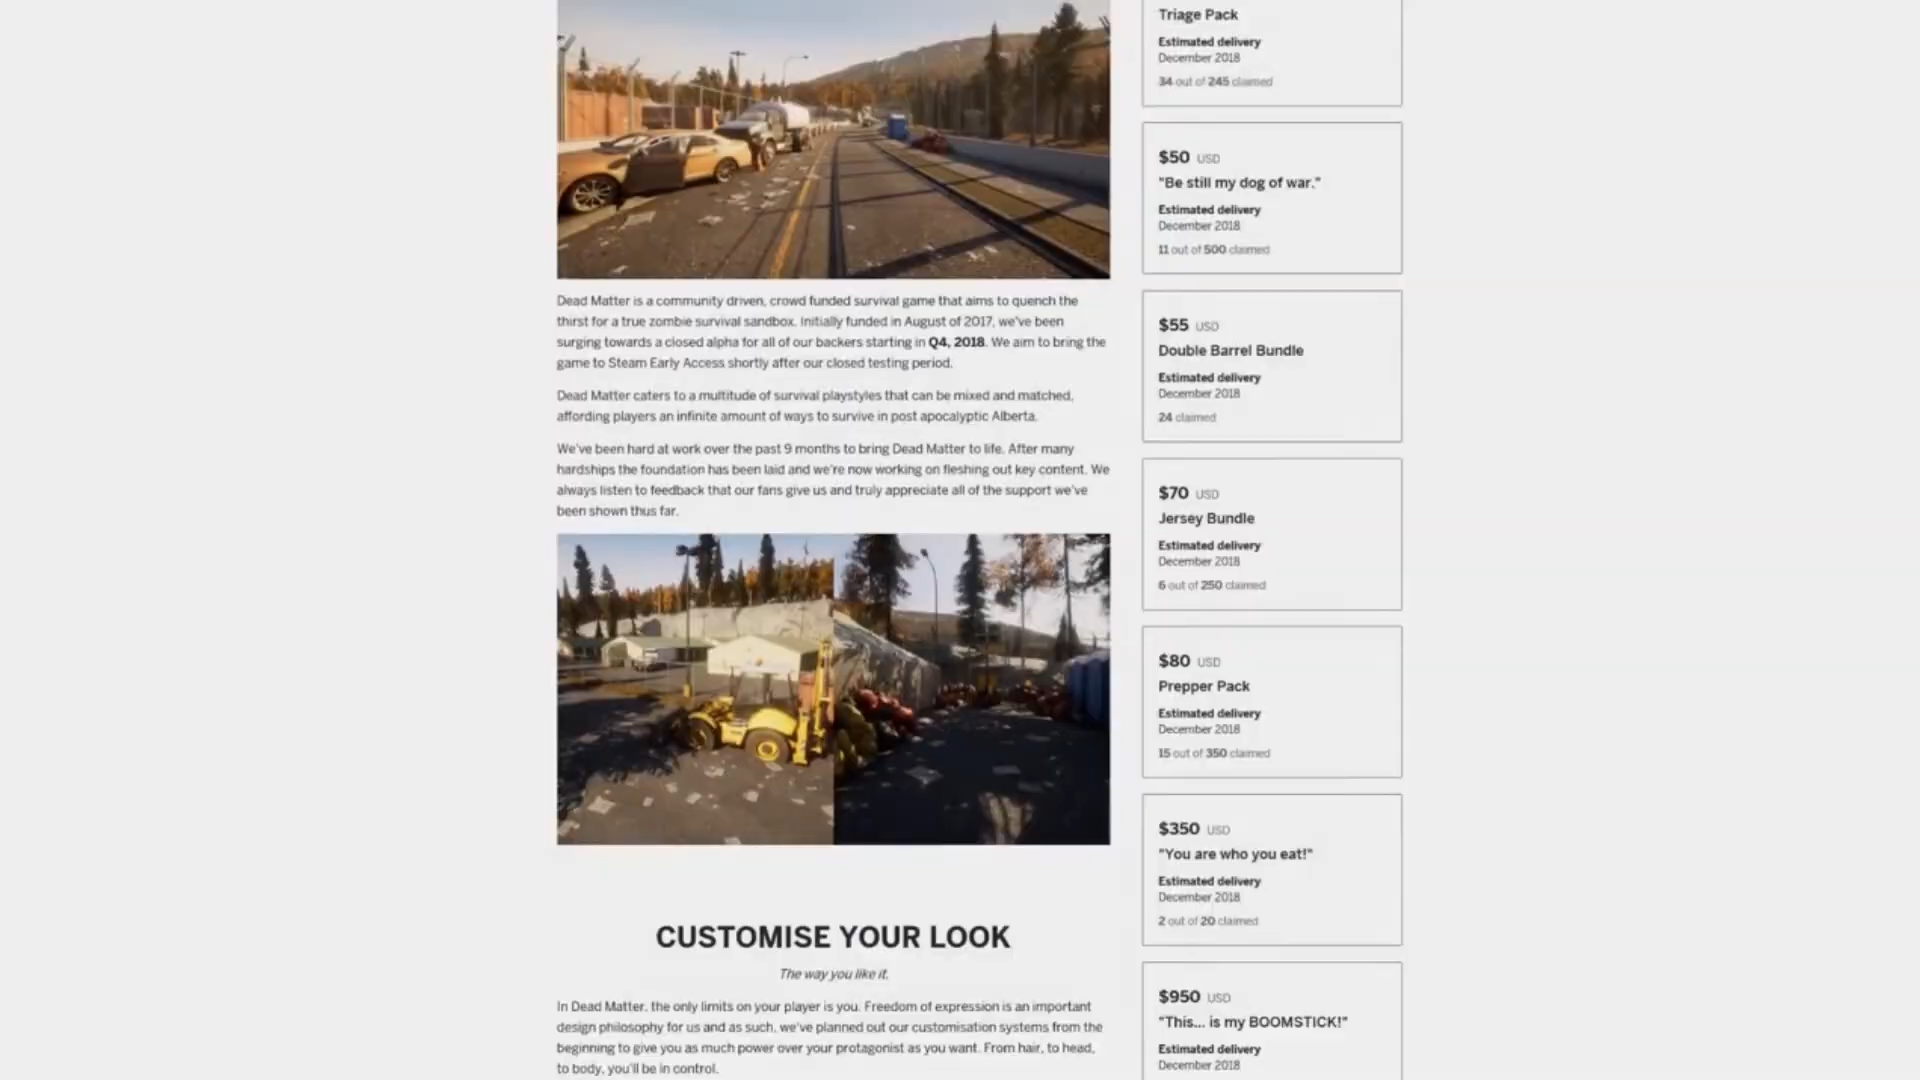 Dead Matter is a community driven, crowd funded survival game that aims to quench the
thirst for a true zombie survival sandbox. Initially funded in August of 2017, we've been
surging towards a closed alpha for all of our backers starting in Q4, 2018. We aim to bring the
game to Steam Early Access shortly after our closed testing period.
Dead Matter caters to a multitude of survival playstyles that can be mixed and matched,
affording players an infinite amount of ways to survive in post apocalyptic Alberta.
We've been hard at work over the past 9 months to bring Dead Matter to life. After many
hardships the foundation has been laid and we're now working on fleshing out key content. We
always listen to feedback that our fans give us and truly appreciate all of the support we've
been shown thus far.
CUSTOMISE YOUR LOOK
The way you like it.
In Dead Matter, the only limits on your player is you. Freedom of expression is an important
design philosophy for us and as such, we've planned out our customisation systems from the
beginning to give you as much power over your protagonist as you want. From hair, to head,
to body, you'll be in control.
Triage Pack
Estimated delivery
December 2018
34 out of 245 claimed
$50 USD
"Be still my dog of war."
Estimated delivery
December 2018
11 out of 500 claimed
$55 USD
Double Barrel Bundle
Estimated delivery
December 2018
24 claimed
$70 USD
Jersey Bundle
Estimated delivery
December 2018
6 out of 250 claimed
$80 USD
Prepper Pack
Estimated delivery
December 2018
15 out of 350 claimed
$350 USD
"You are who you eat!"
Estimated delivery
December 2018
2 out of 20 claimed
$950 USD
"This... is my BOOMSTICK!"
Estimated delivery
December 2018